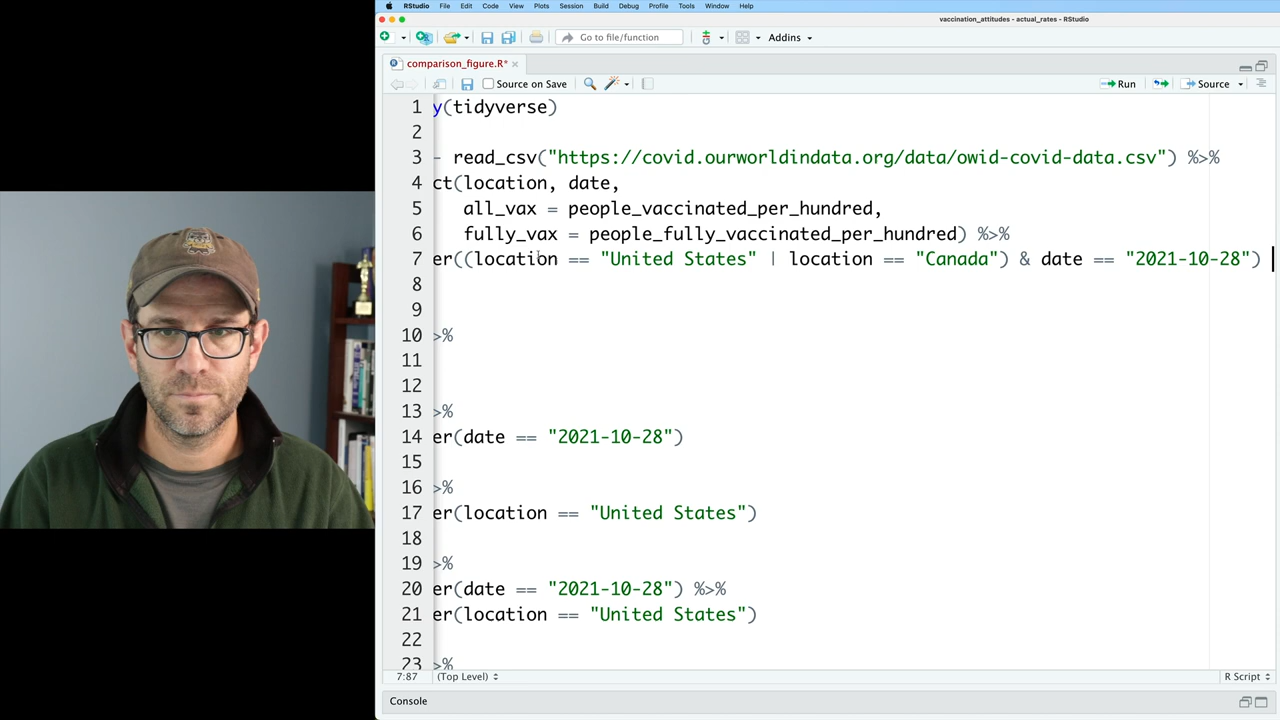 RStudio File Edit Code View Plots Session Build Debug Profile Tools Window Help
vaccination_attitudes - actual_rates - RStudio
Go to file/function Addins
comparison_figure.R*
Source on Save Run Source
1 y(tidyverse)
2
3 - read_csv("https://covid.ourworldindata.org/data/owid-covid-data.csv") %>%
4 ct(location, date,
5 all_vax = people_vaccinated_per_hundred,
6 fully_vax = people_fully_vaccinated_per_hundred) %>%
7 er((location == "United States" | location == "Canada") & date == "2021-10-28")
8
9
10 >%
11
12
13 >%
14 er(date == "2021-10-28")
15
16 >%
17 er(location == "United States")
18
19 >%
20 er(date == "2021-10-28") %>%
21 er(location == "United States")
22
23 >%
7:87 (Top Level) R Script
Console